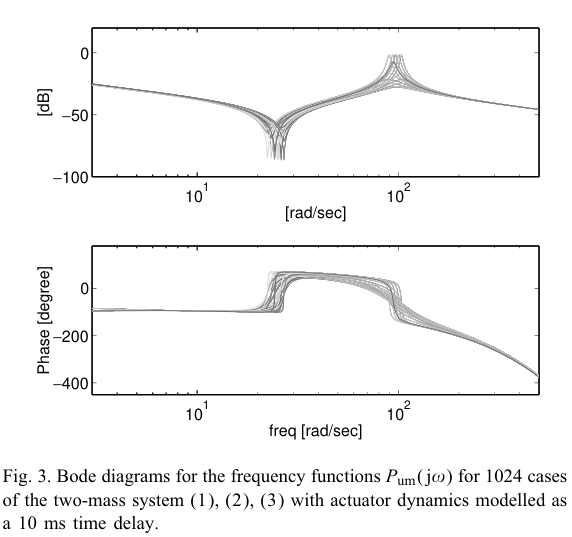 0
−50
−100
[dB]
10^1
10^2
[rad/sec]
0
−200
−400
Phase [degree]
10^1
10^2
freq [rad/sec]
Fig. 3. Bode diagrams for the frequency functions P_um(jω) for 1024 cases
of the two-mass system (1), (2), (3) with actuator dynamics modelled as
a 10 ms time delay.